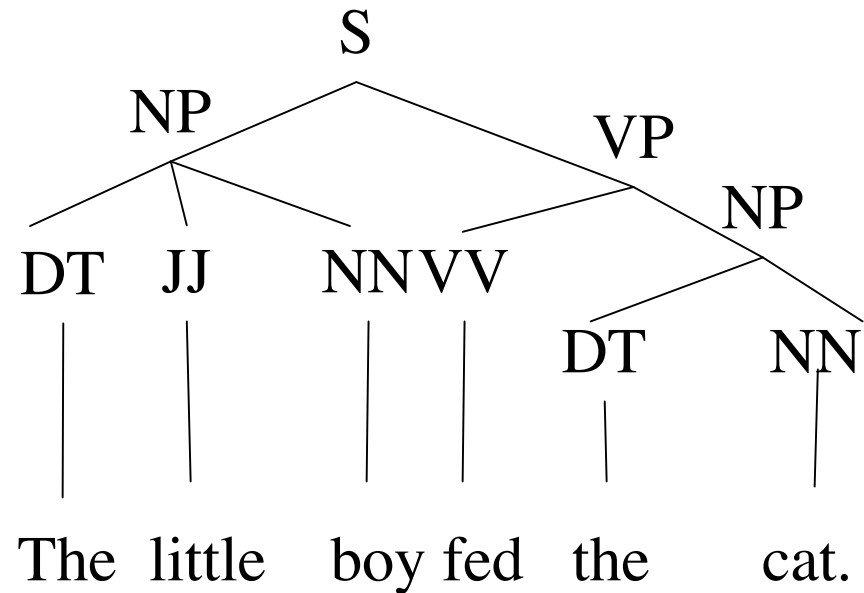 S
NP
VP
NP
DT JJ NN VV
DT NN
The little boy fed the cat.